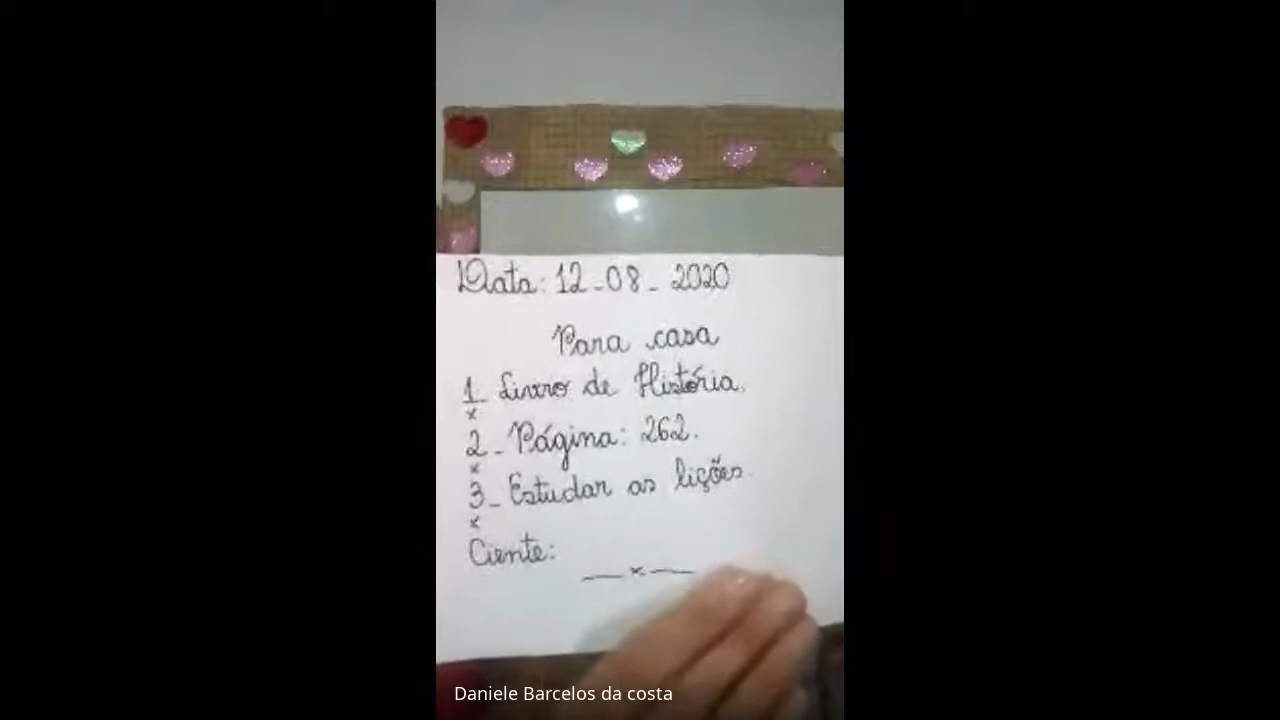 Data: 12-08-2020
Para casa
1- Livro de História.
x
2- Página: 262.
x
3- Estudar as lições.
x
Ciente:
—x—
Daniele Barcelos da costa